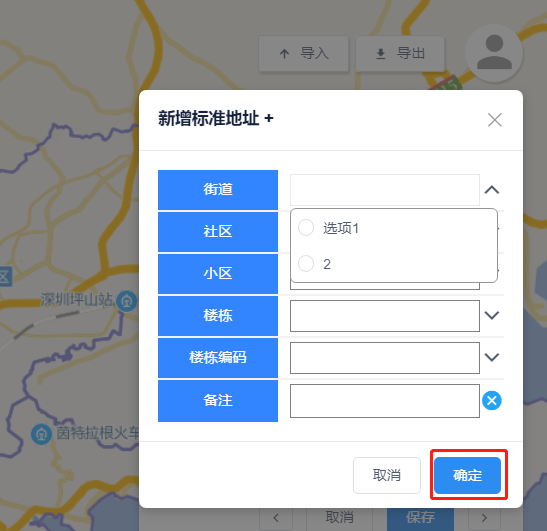 导入
导出
新增标准地址 +
街道
选项1
社区
2
小区
区
深圳坪山站
楼栋
楼栋编码
备注
茵特拉根火车
取消
确定
取消
保存